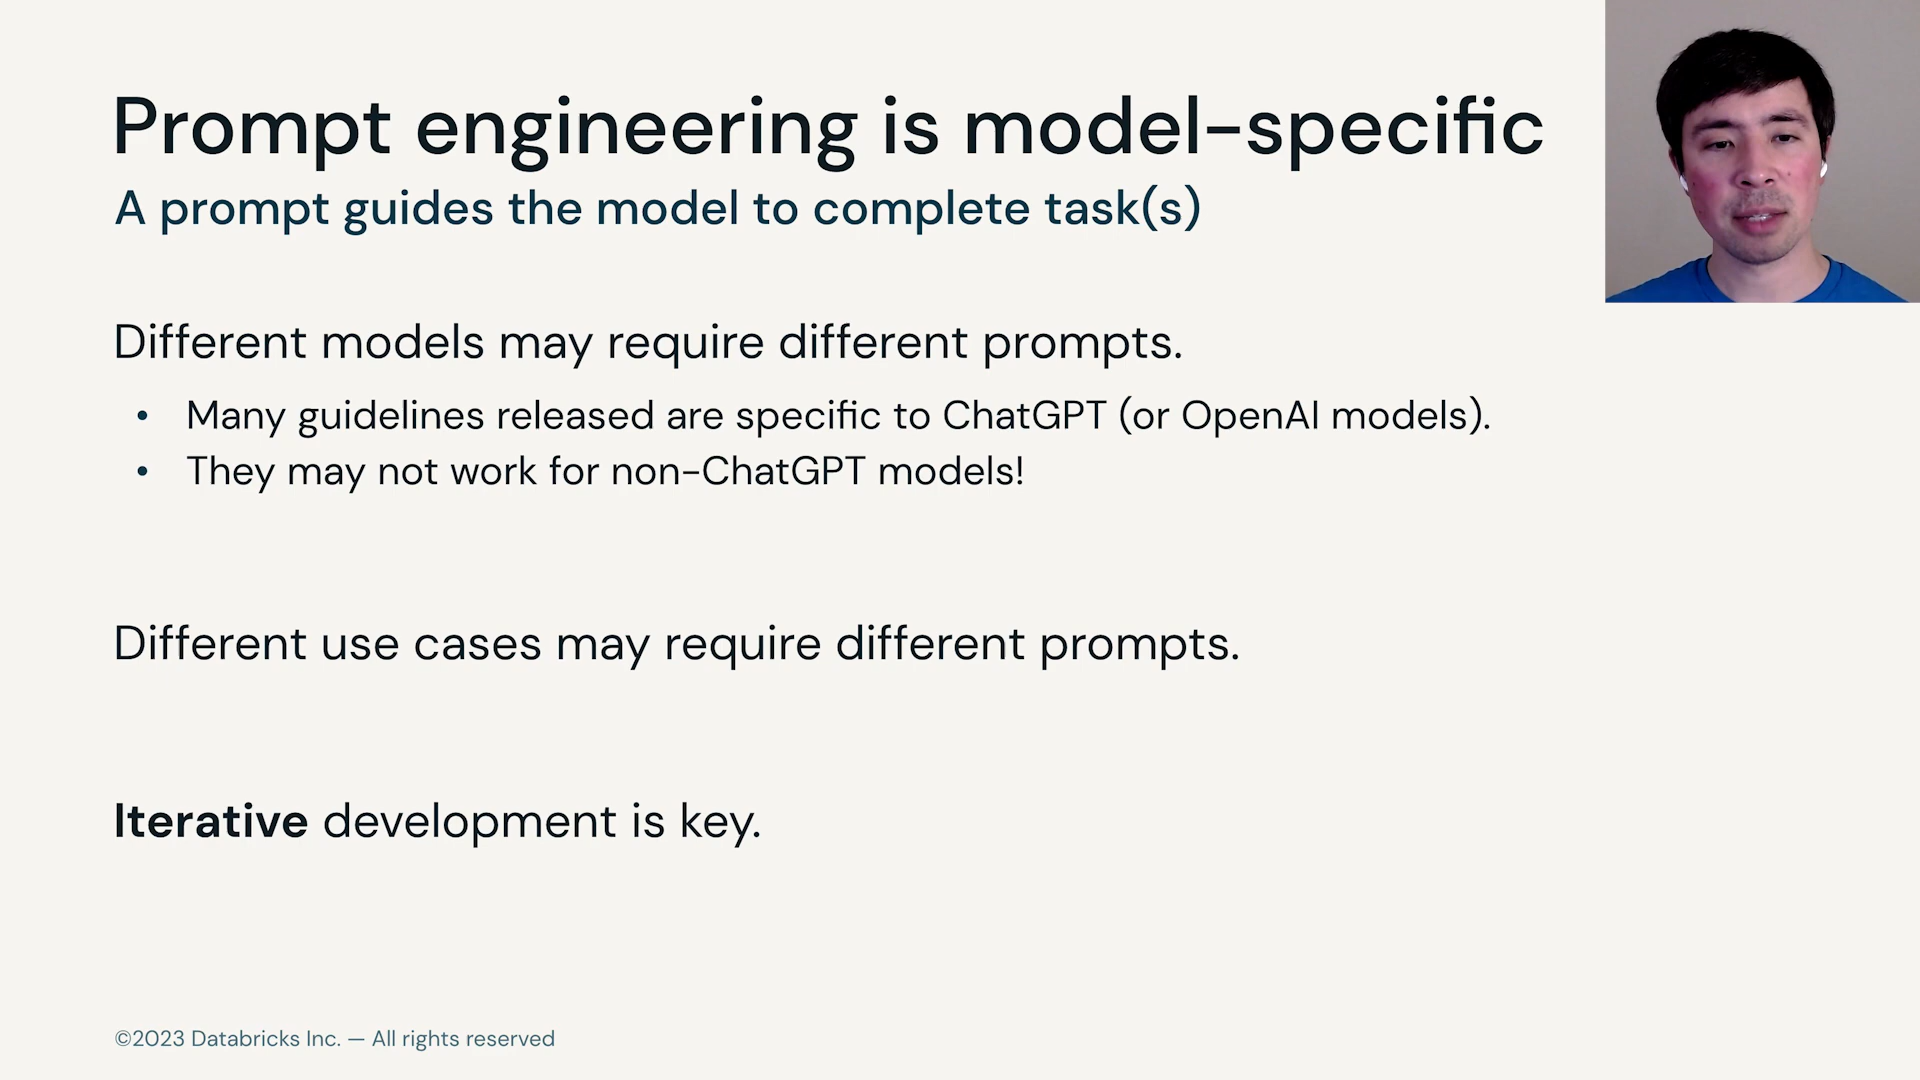 Prompt engineering is model-specific
A prompt guides the model to complete task(s)
Different models may require different prompts.
• Many guidelines released are specific to ChatGPT (or OpenAI models).
• They may not work for non-ChatGPT models!
Different use cases may require different prompts.
Iterative development is key.
©2023 Databricks Inc. — All rights reserved